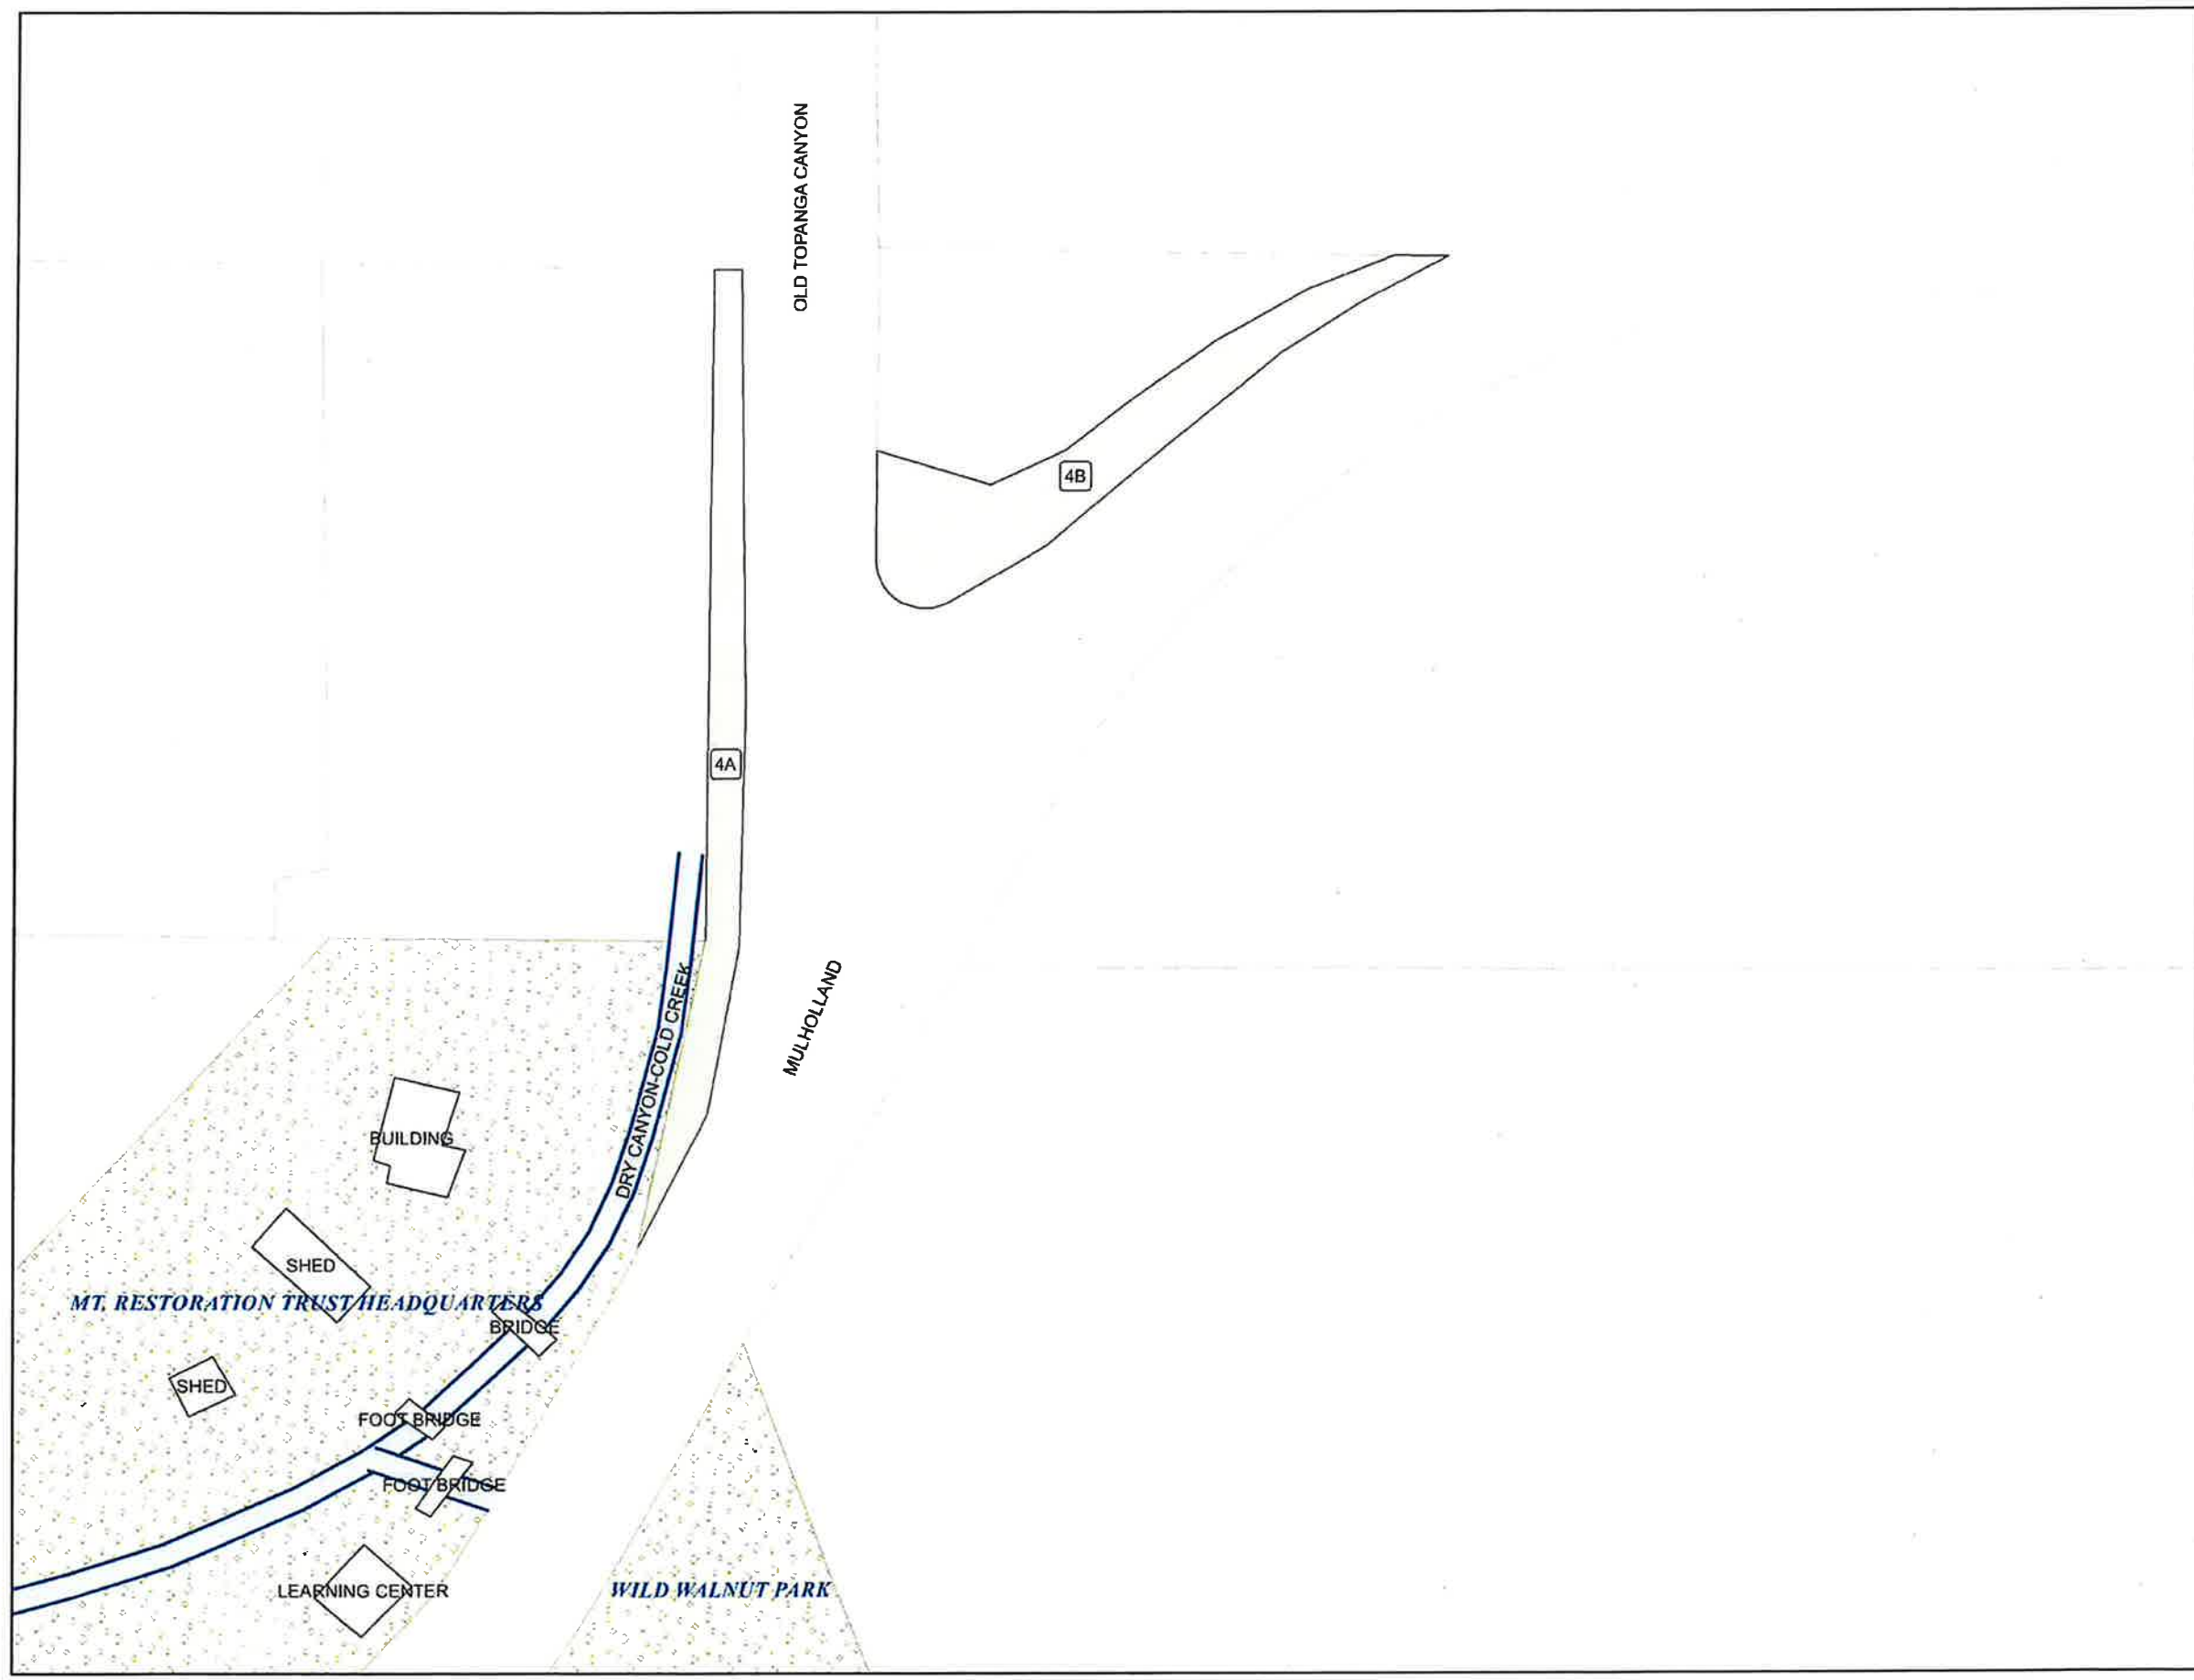 OLD TOPANGA CANYON
4B
4A
MULHOLLAND
DRY CANYON-COLD CREEK
BUILDING
SHED
MT. RESTORATION TRUST HEADQUARTERS
BRIDGE
SHED
FOOT BRIDGE
FOOT BRIDGE
LEARNING CENTER
WILD WALNUT PARK